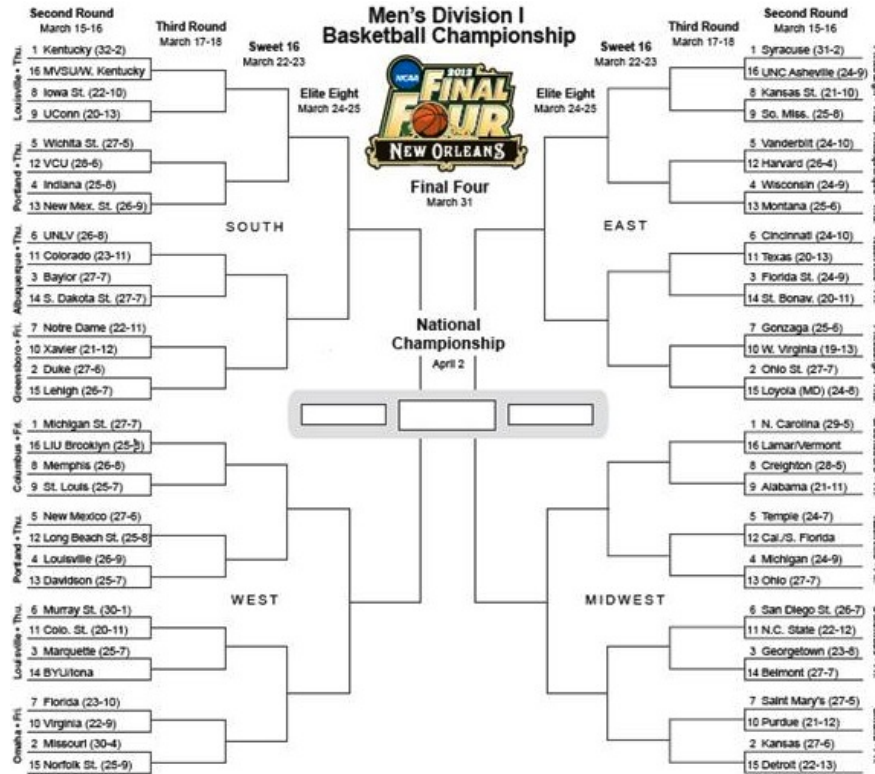 Men's Division I
Basketball Championship
Second Round
March 15-16
Third Round
March 17-18
Sweet 16
March 22-23
Elite Eight
March 24-25
NCAA
2012
FINAL
FOUR
NEW ORLEANS
Final Four
March 31
National
Championship
April 2
Louisville • Thu.
1 Kentucky (32-2)
16 MVSU/W. Kentucky
8 Iowa St. (22-10)
9 UConn (20-13)
Portland • Thu.
5 Wichita St. (27-5)
12 VCU (28-6)
4 Indiana (25-8)
13 New Mex. St. (26-9)
SOUTH
Albuquerque • Thu.
6 UNLV (26-8)
11 Colorado (23-11)
3 Baylor (27-7)
14 S. Dakota St. (27-7)
Greensboro • Fri.
7 Notre Dame (22-11)
10 Xavier (21-12)
2 Duke (27-6)
15 Lehigh (26-7)
Columbus • Fri.
1 Michigan St. (27-7)
16 LIU Brooklyn
8 Memphis (26-8)
9 St. Louis (25-7)
Portland • Thu.
5 New Mexico (27-6)
12 Long Beach St. (25-8)
4 Louisville (26-9)
13 Davidson (25-7)
WEST
Louisville • Thu.
6 Murray St. (30-1)
11 Colo. St. (20-11)
3 Marquette (25-7)
14 BYU/Iona
Omaha • Fri.
7 Florida (23-10)
10 Virginia (22-9)
2 Missouri (30-4)
15 Norfolk St. (25-9)
Elite Eight
March 24-25
Sweet 16
March 22-23
Third Round
March 17-18
Second Round
March 15-16
1 Syracuse (31-2)
16 UNC Asheville (24-9)
8 Kansas St. (21-10)
9 So. Miss. (25-8)
5 Vanderbilt (24-10)
12 Harvard (26-4)
4 Wisconsin (24-9)
13 Montana (25-6)
EAST
6 Cincinnati (24-10)
11 Texas (20-13)
3 Florida St. (24-9)
14 St. Bonav. (20-11)
7 Gonzaga (25-6)
10 W. Virginia (19-13)
2 Ohio St. (27-7)
15 Loyola (MD) (24-8)
1 N. Carolina (29-5)
16 Lamar/Vermont
8 Creighton (28-5)
9 Alabama (21-11)
5 Temple (24-7)
12 Cal./S. Florida
4 Michigan (24-9)
13 Ohio (27-7)
MIDWEST
6 San Diego St. (26-7)
11 N.C. State (22-12)
3 Georgetown (23-8)
14 Belmont (27-7)
7 Saint Mary's (27-5)
10 Purdue (21-12)
2 Kansas (27-6)
15 Detroit (22-13)